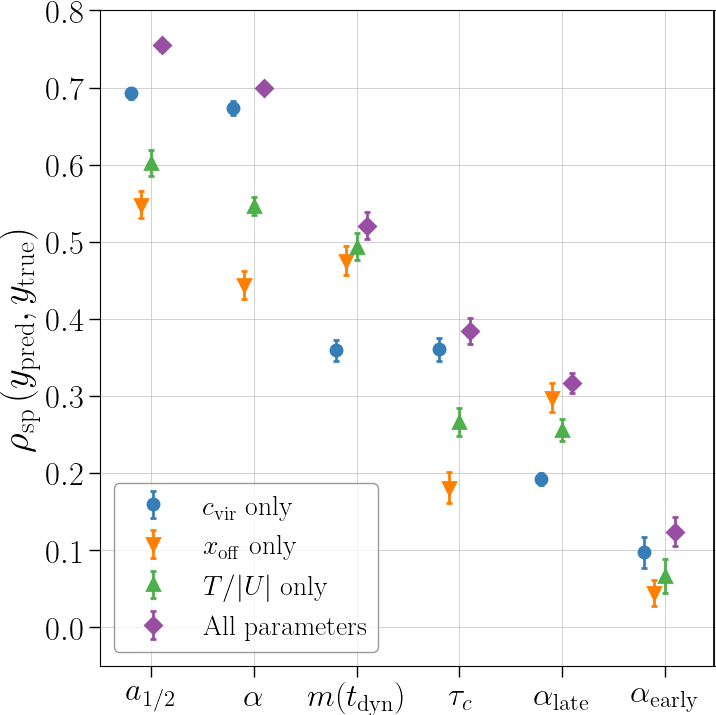 0.8
0.7
0.6
0.5
0.4
0.3
0.2
0.1
0.0
ρsp(ypred, ytrue)
cvir only
xoff only
T/|U| only
All parameters
a1/2 α m(tdyn) τc αlate αearly